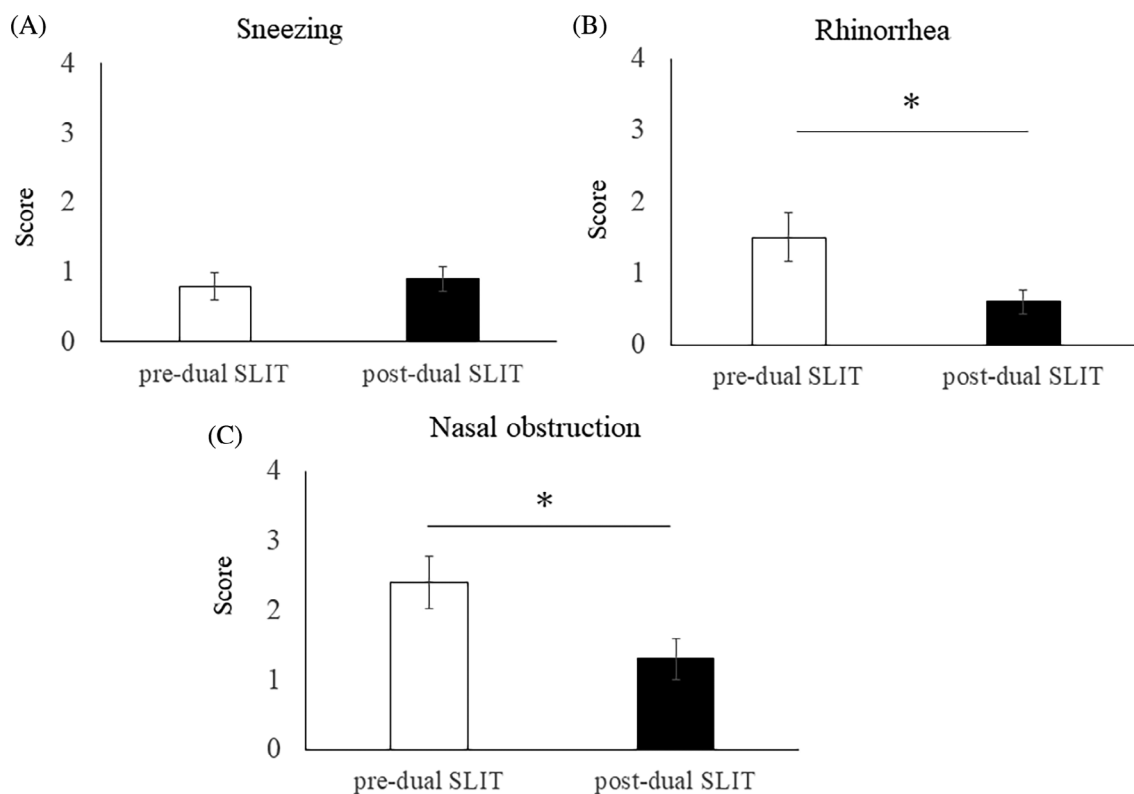 (A)
Sneezing
4
3
2
1
0
Score
pre-dual SLIT post-dual SLIT
(B)
Rhinorrhea
4
3
2
1
0
Score
*
pre-dual SLIT post-dual SLIT
(C)
Nasal obstruction
4
3
2
1
0
Score
*
pre-dual SLIT post-dual SLIT